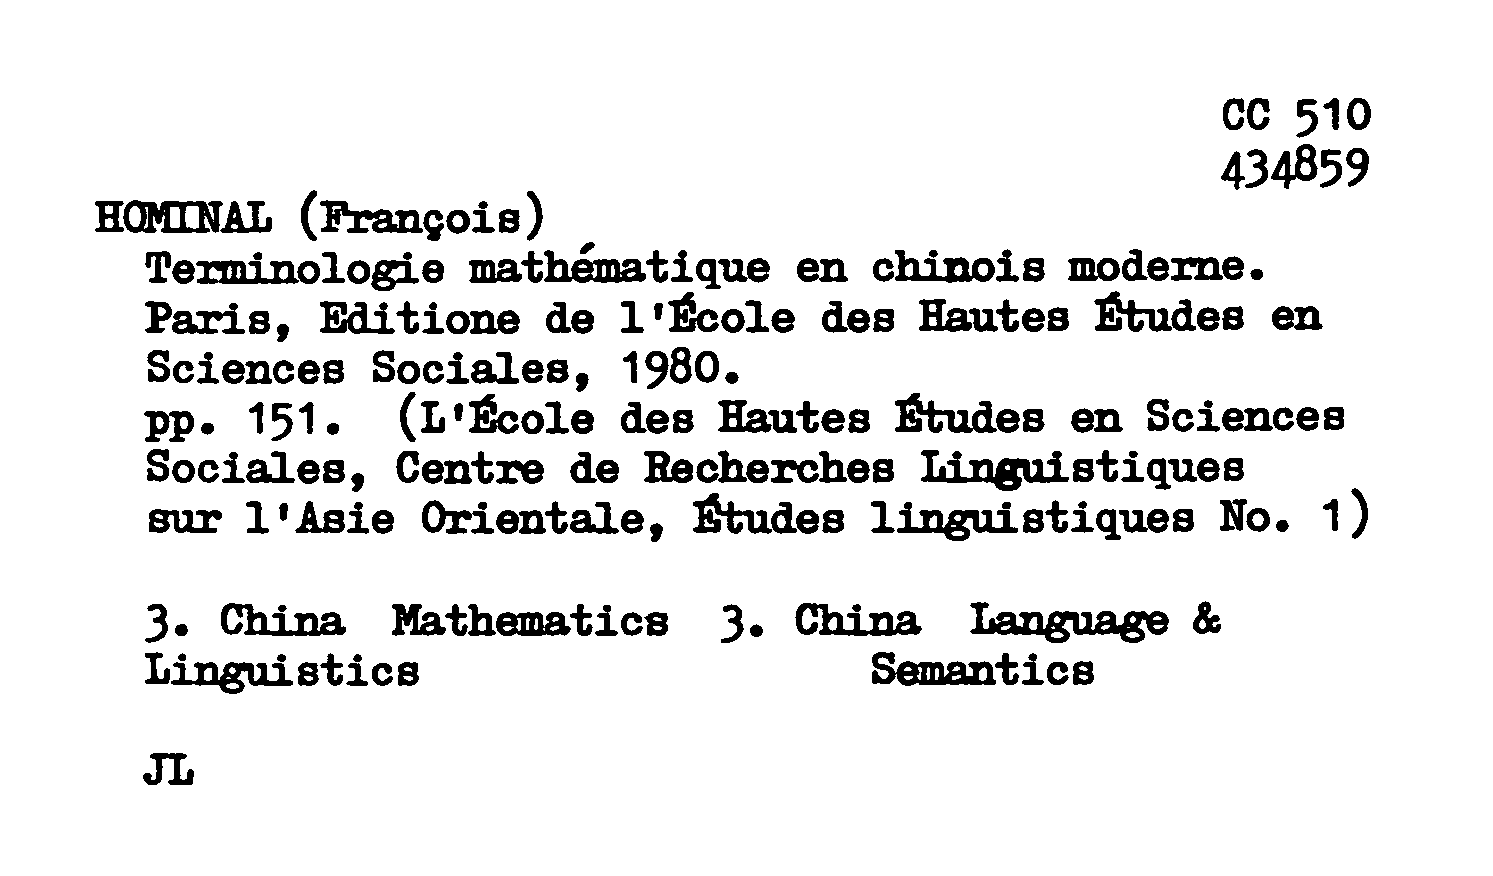 CC 510
434859
HOMINAL (François)
Terminologie mathématique en chinois moderne.
Paris, Editione de l'École des Hautes Études en
Sciences Sociales, 1980.
pp. 151. (L'École des Hautes Études en Sciences
Sociales, Centre de Recherches Linguistiques
sur l'Asie Orientale, Études linguistiques No. 1)
3. China Mathematics 3. China Language &
Linguistics Semantics
JL